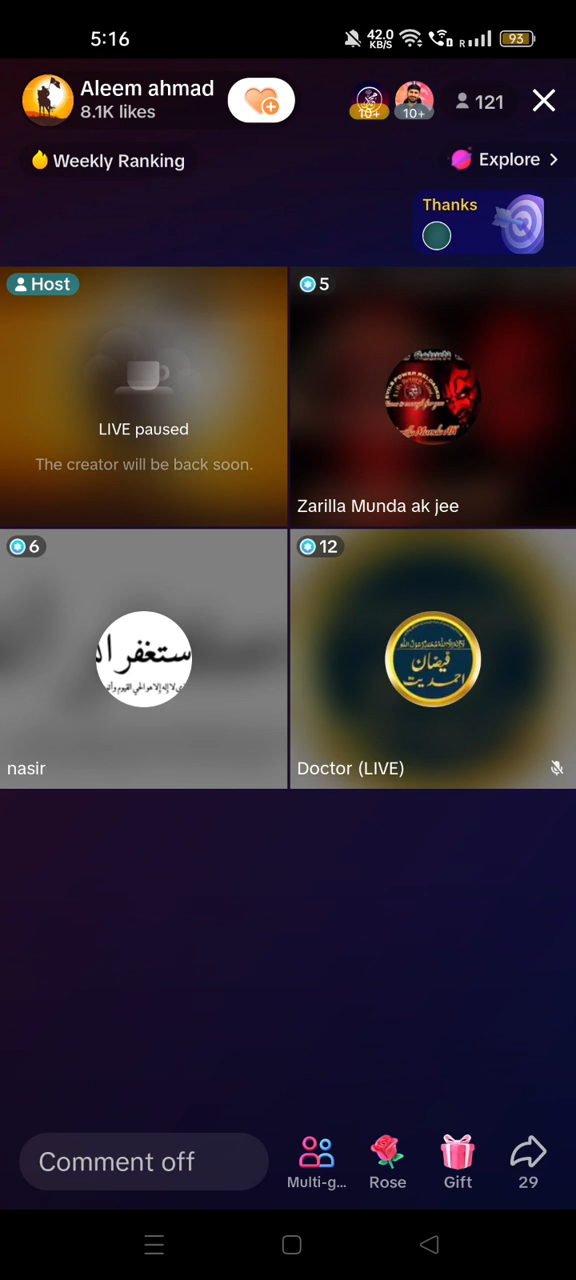 5:16
42.0
KB/S
R
93
Aleem ahmad
8.1K likes
10+
10+
121
Weekly Ranking
Explore
Thanks
Host
LIVE paused
The creator will be back soon.
5
Zarilla Munda ak jee
6
ستغفر ا
nasir
12
فیضان
احمدیت
Doctor (LIVE)
Comment off
Multi-g...
Rose
Gift
29